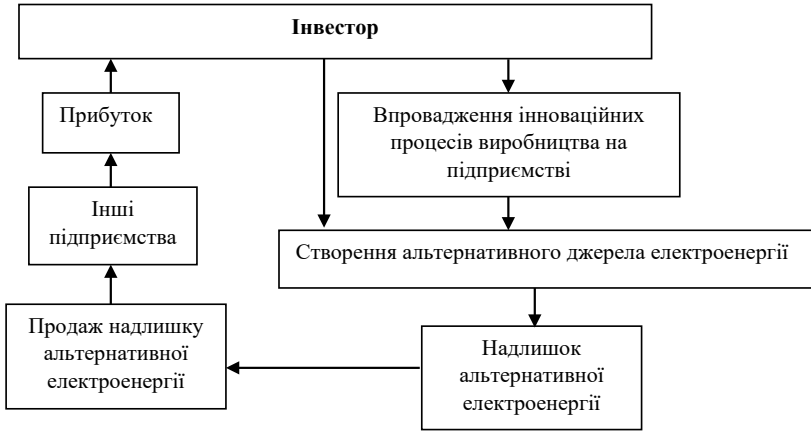 Інвестор
Прибуток
Впровадження інноваційних
процесів виробництва на
підприємстві
Інші
підприємства
Створення альтернативного джерела електроенергії
Продаж надлишку
альтернативної
електроенергії
Надлишок
альтернативної
електроенергії